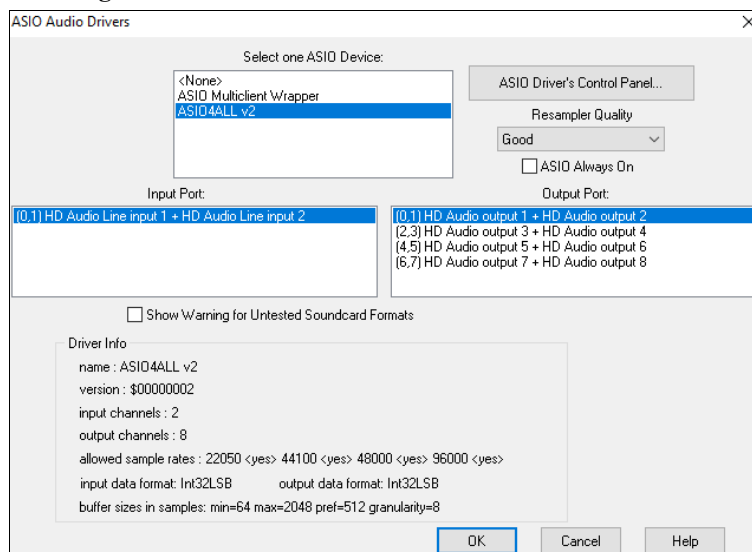 ASIO Audio Drivers
Select one ASIO Device:
<None>
ASIO Multiclient Wrapper
ASIO4ALL v2
ASIO Driver's Control Panel...
Resampler Quality
Good
ASIO Always On
Input Port:
(0,1) HD Audio Line input 1 + HD Audio Line input 2
Output Port:
(0,1) HD Audio output 1 + HD Audio output 2
(2,3) HD Audio output 3 + HD Audio output 4
(4,5) HD Audio output 5 + HD Audio output 6
(6,7) HD Audio output 7 + HD Audio output 8
Show Warning for Untested Soundcard Formats
Driver Info
name : ASIO4ALL v2
version : $00000002
input channels : 2
output channels : 8
allowed sample rates : 22050 <yes> 44100 <yes> 48000 <yes> 96000 <yes>
input data format: Int32LSB output data format: Int32LSB
buffer sizes in samples: min=64 max=2048 pref=512 granularity=8
OK Cancel Help